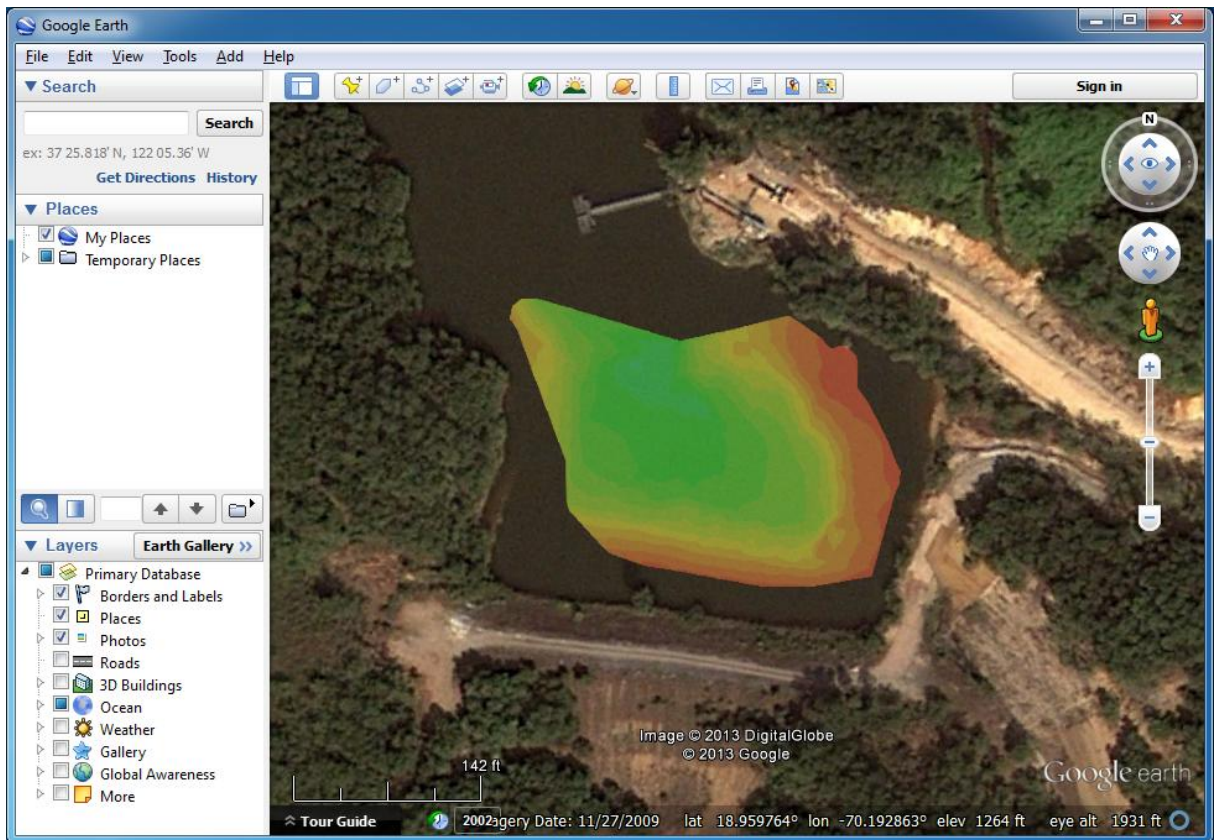 Google Earth
File Edit View Tools Add Help
Search
Search
ex: 37 25.818' N, 122 05.36' W
Get Directions History
Places
My Places
Temporary Places
Layers Earth Gallery >>
Primary Database
Borders and Labels
Places
Photos
Roads
3D Buildings
Ocean
Weather
Gallery
Global Awareness
More
Sign in
N
Image © 2013 DigitalGlobe
© 2013 Google
142 ft
Google earth
Tour Guide 2002 agery Date: 11/27/2009 lat 18.959764° lon -70.192863° elev 1264 ft eye alt 1931 ft